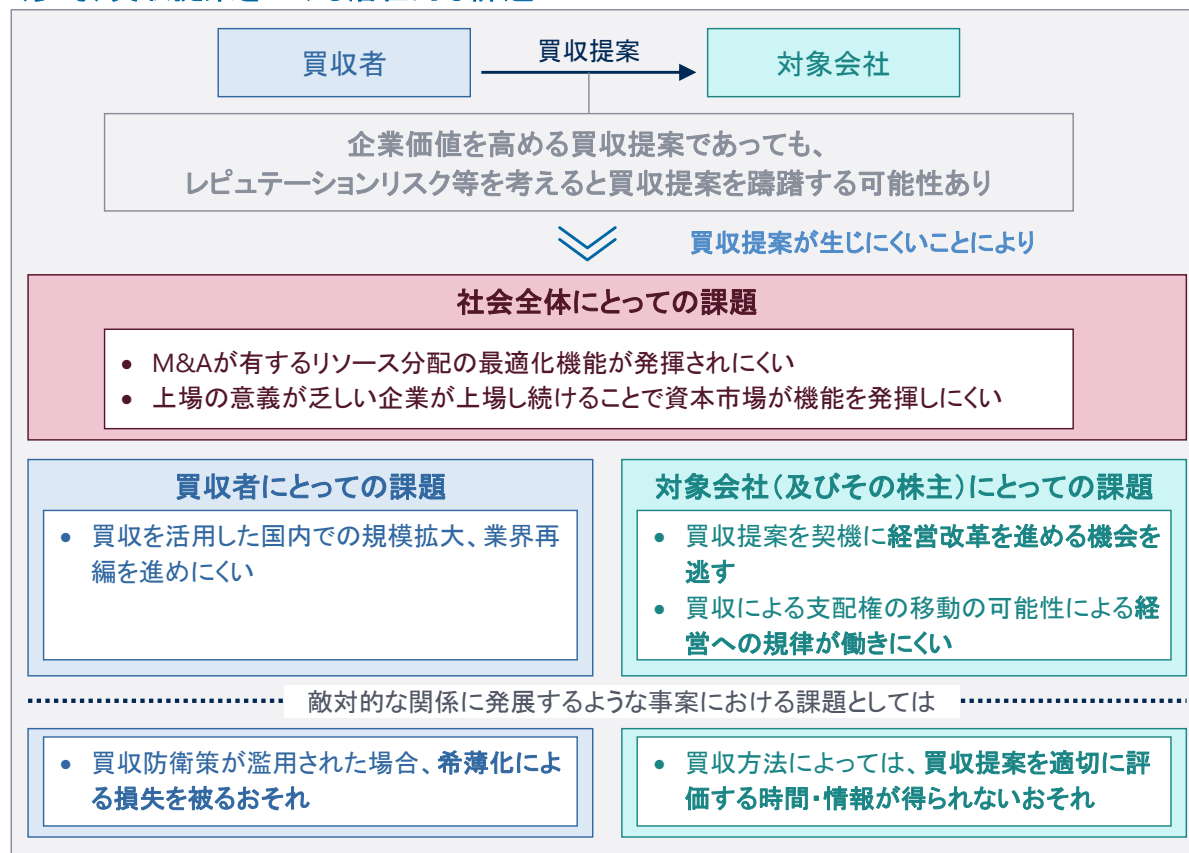 買収者
買収提案
対象会社
企業価値を高める買収提案であっても、
レピュテーションリスク等を考えると買収提案を躊躇する可能性あり
買収提案が生じにくいことにより
社会全体にとっての課題
• M&Aが有するリソース分配の最適化機能が発揮されにくい
• 上場の意義が乏しい企業が上場し続けることで資本市場が機能を発揮しにくい
買収者にとっての課題
• 買収を活用した国内での規模拡大、業界再
編を進めにくい
対象会社(及びその株主)にとっての課題
• 買収提案を契機に経営改革を進める機会を
逃す
• 買収による支配権の移動の可能性による経
営への規律が働きにくい
敵対的な関係に発展するような事案における課題としては
• 買収防衛策が濫用された場合、希薄化によ
る損失を被るおそれ
• 買収方法によっては、買収提案を適切に評
価する時間・情報が得られないおそれ